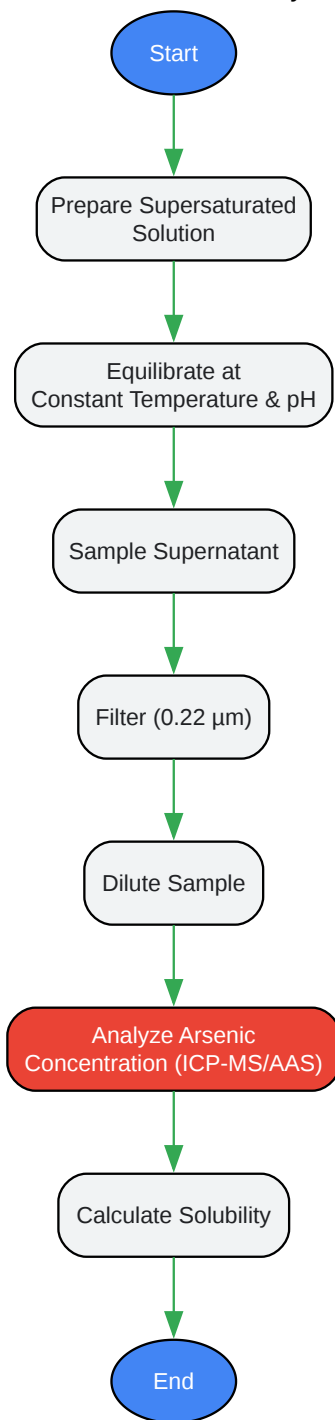 Start
Prepare Supersaturated
Solution
Equilibrate at
Constant Temperature & pH
Sample Supernatant
Filter (0.22 µm)
Dilute Sample
Analyze Arsenic
Concentration (ICP-MS/AAS)
Calculate Solubility
End